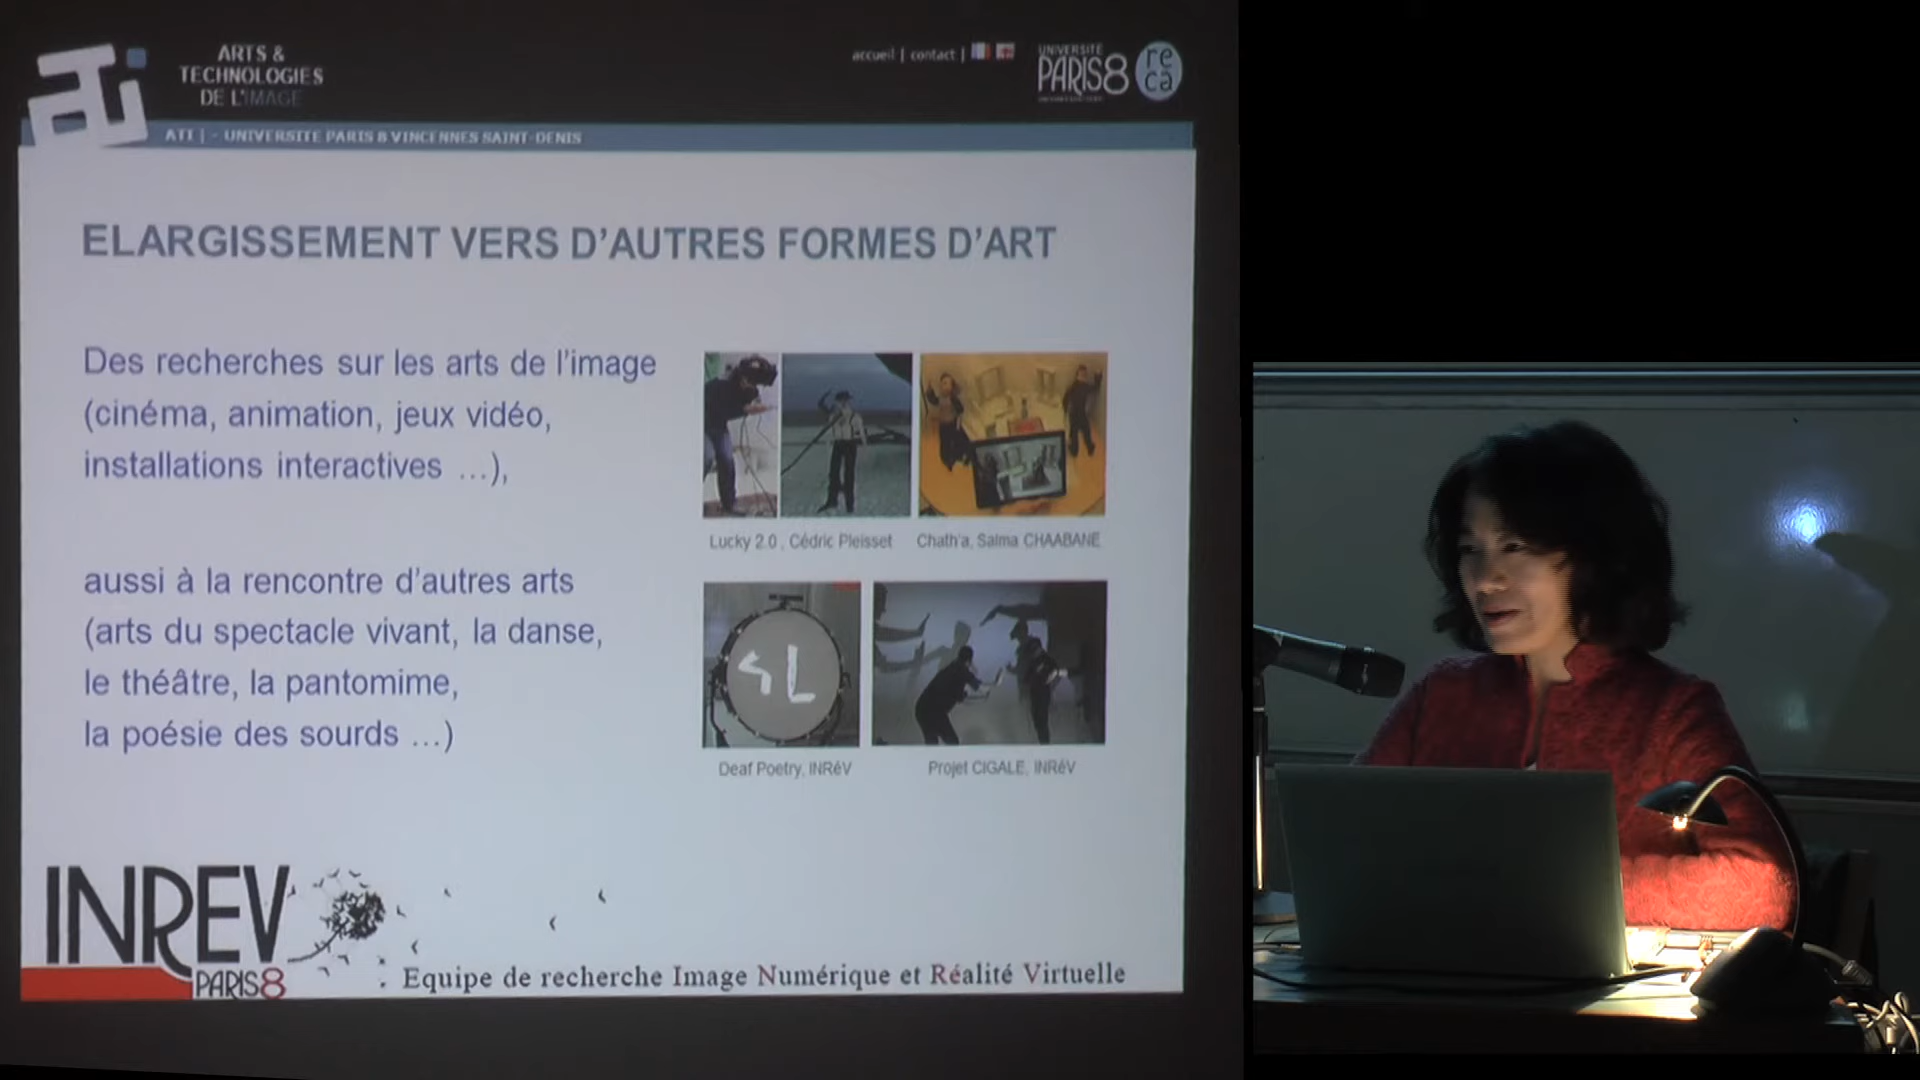 ARTS &
TECHNOLOGIES
DE L'IMAGE
accueil | contact |
UNIVERSITÉ
PARIS8
re
ca
ATI | - UNIVERSITE PARIS 8 VINCENNES SAINT-DENIS
ELARGISSEMENT VERS D'AUTRES FORMES D'ART
Des recherches sur les arts de l'image
(cinéma, animation, jeux vidéo,
installations interactives …),
aussi à la rencontre d'autres arts
(arts du spectacle vivant, la danse,
le théâtre, la pantomime,
la poésie des sourds …)
Lucky 2.0 , Cédric Pleisset
Chath'a, Salma CHAABANE
SL
Deaf Poetry, INRéV
Projet CIGALE, INRéV
INREV
PARIS8
Equipe de recherche Image Numérique et Réalité Virtuelle